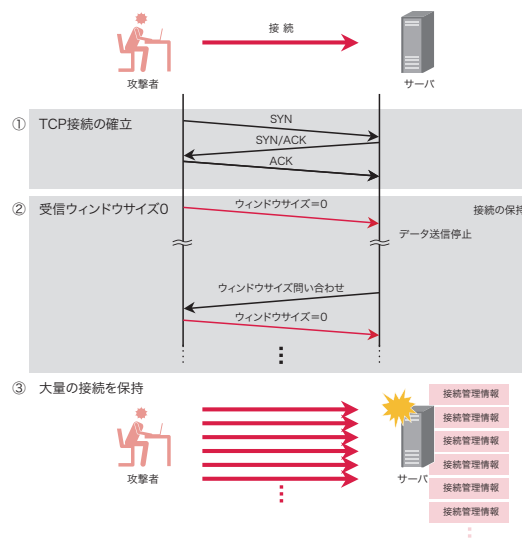 接続
攻撃者
サーバ
① TCP接続の確立
SYN
SYN/ACK
ACK
② 受信ウィンドウサイズ0
ウィンドウサイズ＝0
接続の保持
データ送信停止
ウィンドウサイズ問い合わせ
ウィンドウサイズ＝0
③ 大量の接続を保持
接続管理情報
接続管理情報
接続管理情報
接続管理情報
接続管理情報
接続管理情報
攻撃者
サーバ